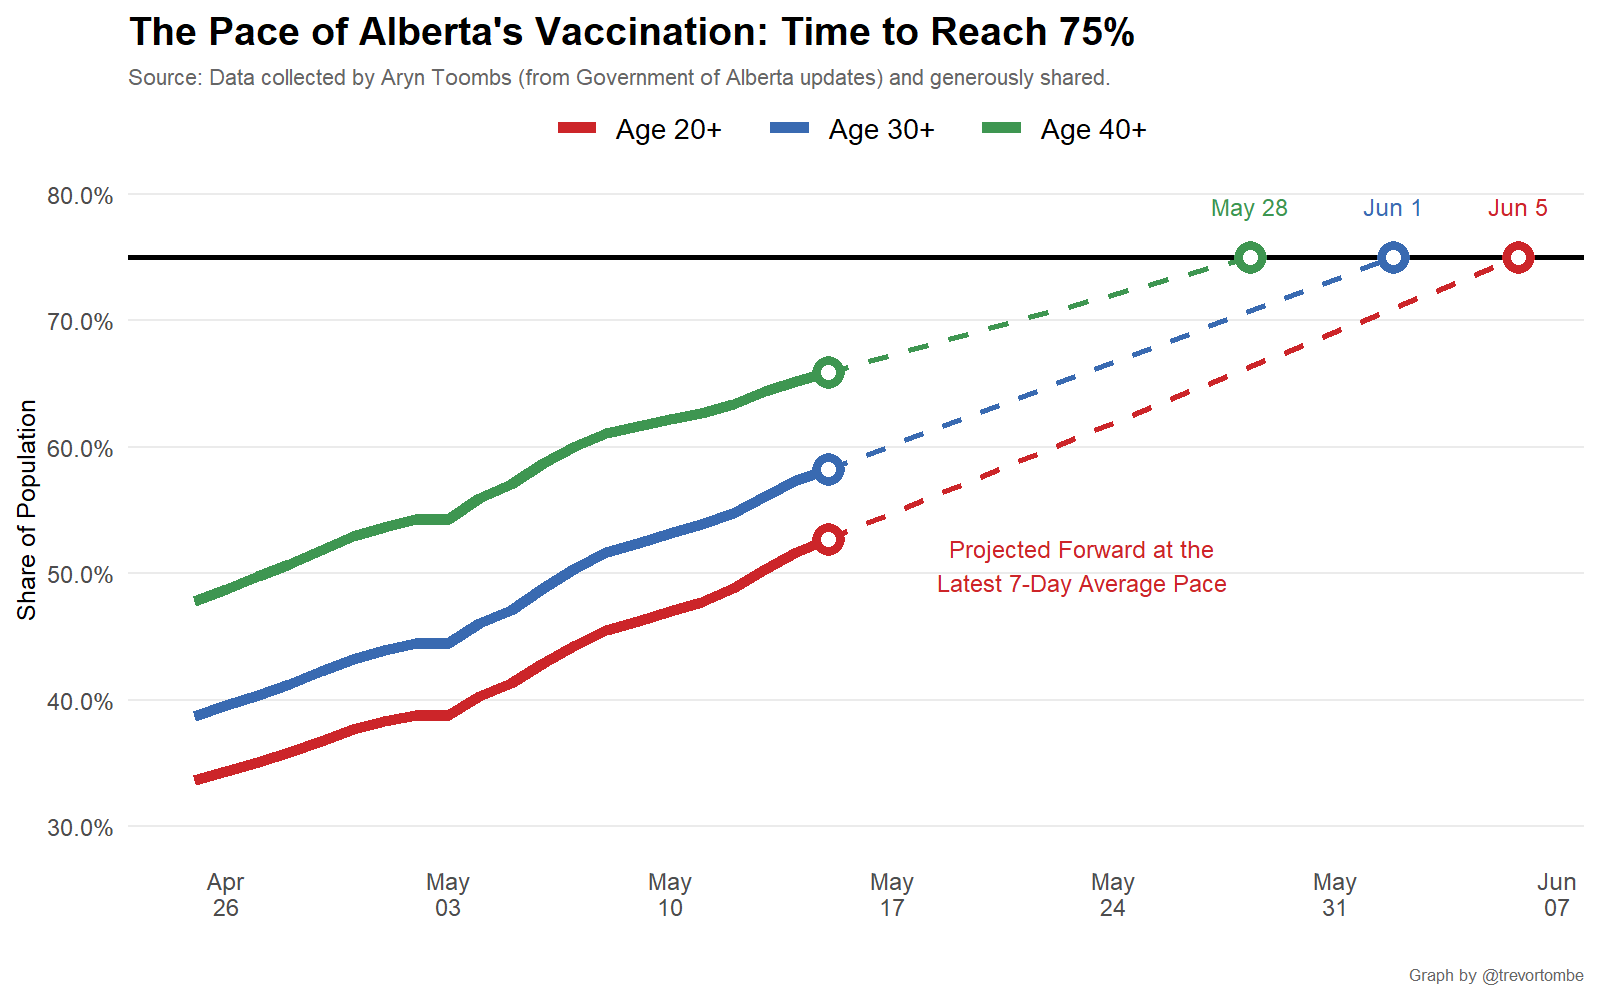 The Pace of Alberta's Vaccination: Time to Reach 75%
Source: Data collected by Aryn Toombs (from Government of Alberta updates) and generously shared.
Age 20+ Age 30+ Age 40+
80.0%
May 28 Jun 1 Jun 5
70.0%
60.0%
50.0%
40.0%
30.0%
Share of Population
Projected Forward at the
Latest 7-Day Average Pace
Apr May May May May May Jun
26 03 10 17 24 31 07
Graph by @trevortombe